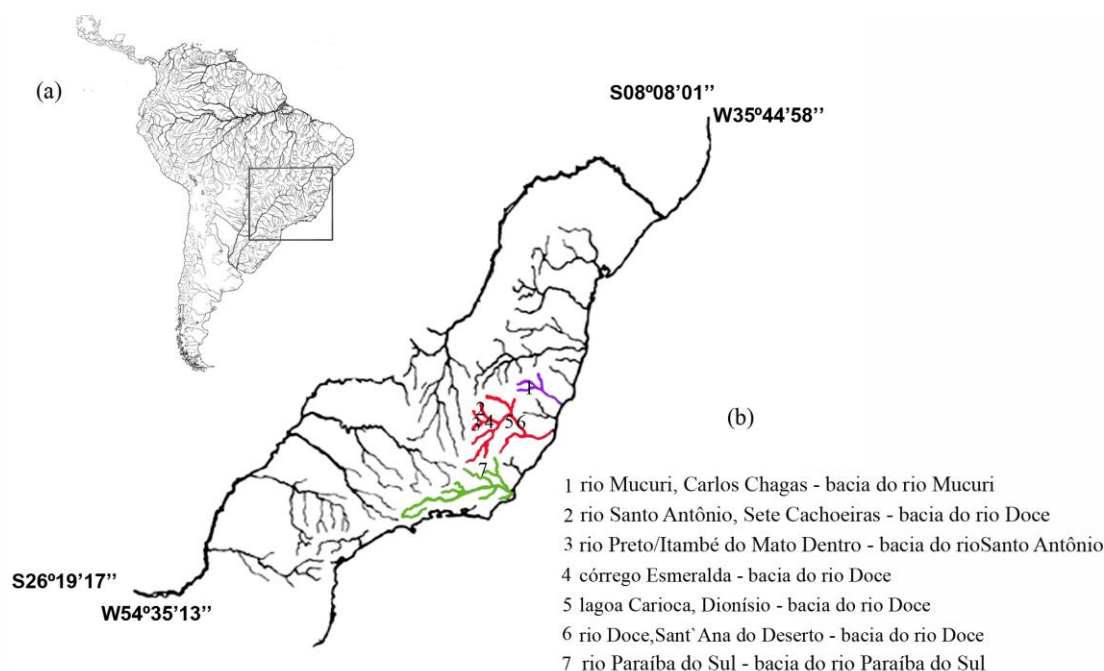 (a)
S08º08'01''
W35º44'58''
1
2
3
4
5
6
7
(b)
1 rio Mucuri, Carlos Chagas - bacia do rio Mucuri
2 rio Santo Antônio, Sete Cachoeiras - bacia do rio Doce
3 rio Preto/Itambé do Mato Dentro - bacia do rioSanto Antônio
4 córrego Esmeralda - bacia do rio Doce
5 lagoa Carioca, Dionísio - bacia do rio Doce
6 rio Doce,Sant`Ana do Deserto - bacia do rio Doce
7 rio Paraíba do Sul - bacia do rio Paraíba do Sul
S26º19'17''
W54º35'13''